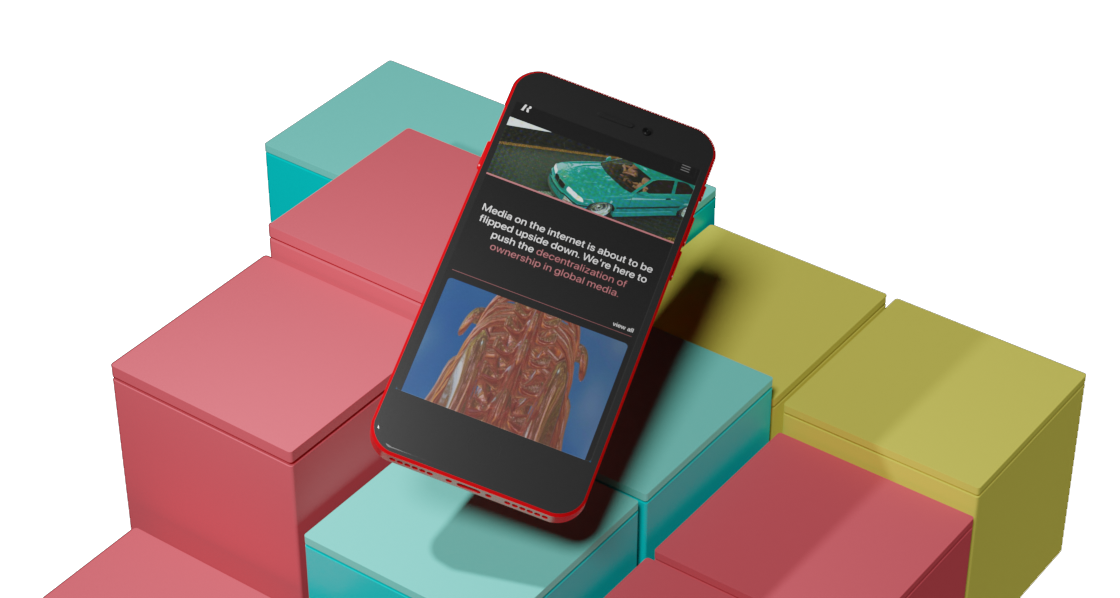 Media on the internet is about to be
flipped upside down. We're here to
push the decentralization of
ownership in global media.
view all